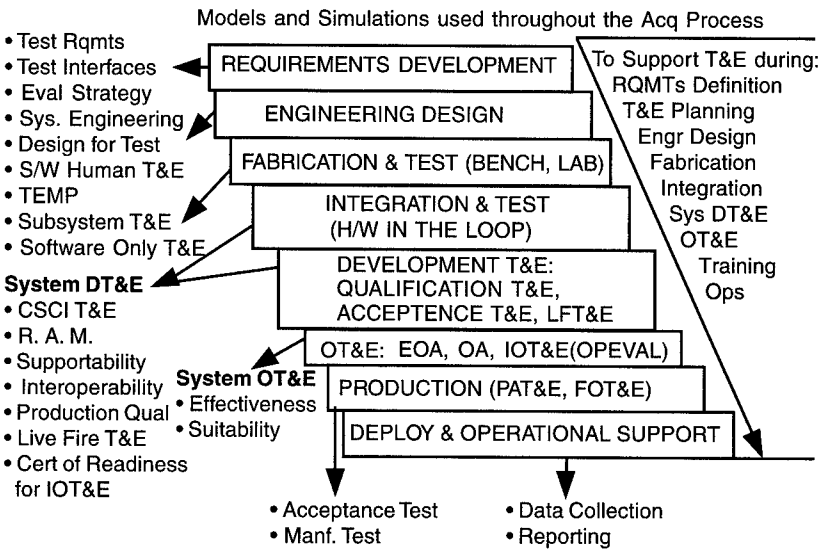 Models and Simulations used throughout the Acq Process
• Test Rqmts
• Test Interfaces
• Eval Strategy
• Sys. Engineering
• Design for Test
• S/W Human T&E
• TEMP
• Subsystem T&E
• Software Only T&E
System DT&E
• CSCI T&E
• R. A. M.
• Supportability
• Interoperability
• Production Qual
• Live Fire T&E
• Cert of Readiness
for IOT&E
REQUIREMENTS DEVELOPMENT
ENGINEERING DESIGN
FABRICATION & TEST (BENCH, LAB)
INTEGRATION & TEST
(H/W IN THE LOOP)
DEVELOPMENT T&E:
QUALIFICATION T&E,
ACCEPTENCE T&E, LFT&E
OT&E: EOA, OA, IOT&E(OPEVAL)
PRODUCTION (PAT&E, FOT&E)
DEPLOY & OPERATIONAL SUPPORT
System OT&E
• Effectiveness
• Suitability
To Support T&E during:
RQMTs Definition
T&E Planning
Engr Design
Fabrication
Integration
Sys DT&E
OT&E
Training
Ops
• Acceptance Test
• Manf. Test
• Data Collection
• Reporting